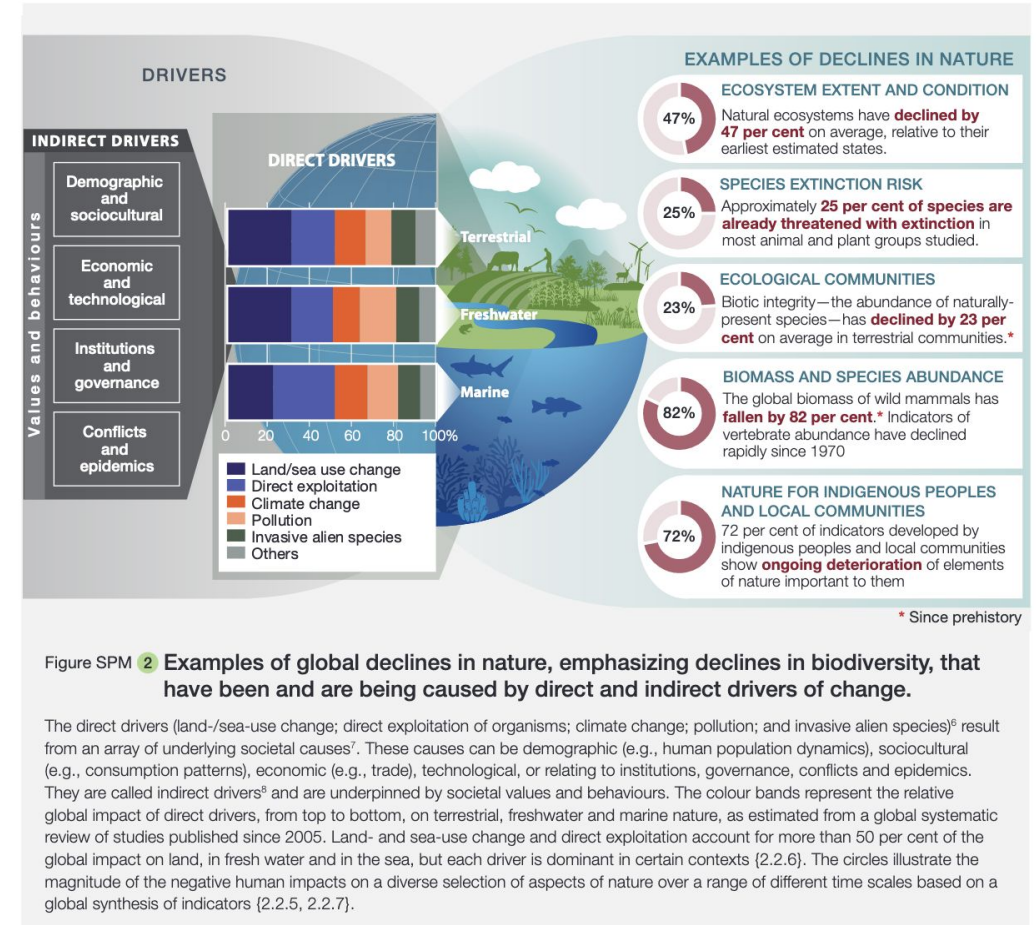 DRIVERS
INDIRECT DRIVERS
Values and behaviours
Demographic
and
sociocultural
Economic
and
technological
Institutions
and
governance
Conflicts
and
epidemics
DIRECT DRIVERS
Terrestrial
Freshwater
Marine
0 20 40 60 80 100%
Land/sea use change
Direct exploitation
Climate change
Pollution
Invasive alien species
Others
EXAMPLES OF DECLINES IN NATURE
47%
ECOSYSTEM EXTENT AND CONDITION
Natural ecosystems have declined by
47 per cent on average, relative to their
earliest estimated states.
25%
SPECIES EXTINCTION RISK
Approximately 25 per cent of species are
already threatened with extinction in
most animal and plant groups studied.
23%
ECOLOGICAL COMMUNITIES
Biotic integrity—the abundance of naturally-
present species—has declined by 23 per
cent on average in terrestrial communities.*
82%
BIOMASS AND SPECIES ABUNDANCE
The global biomass of wild mammals has
fallen by 82 per cent.* Indicators of
vertebrate abundance have declined
rapidly since 1970
72%
NATURE FOR INDIGENOUS PEOPLES
AND LOCAL COMMUNITIES
72 per cent of indicators developed by
indigenous peoples and local communities
show ongoing deterioration of elements
of nature important to them
* Since prehistory
Figure SPM 2 Examples of global declines in nature, emphasizing declines in biodiversity, that
have been and are being caused by direct and indirect drivers of change.
The direct drivers (land-/sea-use change; direct exploitation of organisms; climate change; pollution; and invasive alien species)⁶ result
from an array of underlying societal causes⁷. These causes can be demographic (e.g., human population dynamics), sociocultural
(e.g., consumption patterns), economic (e.g., trade), technological, or relating to institutions, governance, conflicts and epidemics.
They are called indirect drivers⁸ and are underpinned by societal values and behaviours. The colour bands represent the relative
global impact of direct drivers, from top to bottom, on terrestrial, freshwater and marine nature, as estimated from a global systematic
review of studies published since 2005. Land- and sea-use change and direct exploitation account for more than 50 per cent of the
global impact on land, in fresh water and in the sea, but each driver is dominant in certain contexts {2.2.6}. The circles illustrate the
magnitude of the negative human impacts on a diverse selection of aspects of nature over a range of different time scales based on a
global synthesis of indicators {2.2.5, 2.2.7}.